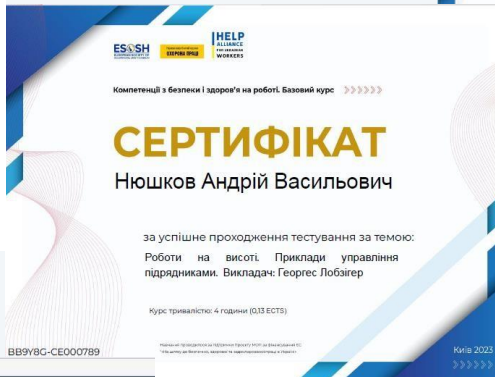 ESOSH
ОХОРОНА ПРАЦІ
HELP
ALLIANCE
FOR UKRAINIAN
WORKERS
Компетенції з безпеки і здоров'я на роботі. Базовий курс
СЕРТИФІКАТ
Нюшков Андрій Васильович
за успішне проходження тестування за темою:
Роботи на висоті. Приклади управління
підрядниками. Викладач: Георгес Лобзігер
Курс тривалістю: 4 години (0,13 ECTS)
BB9Y8G-CE000789
Київ 2023